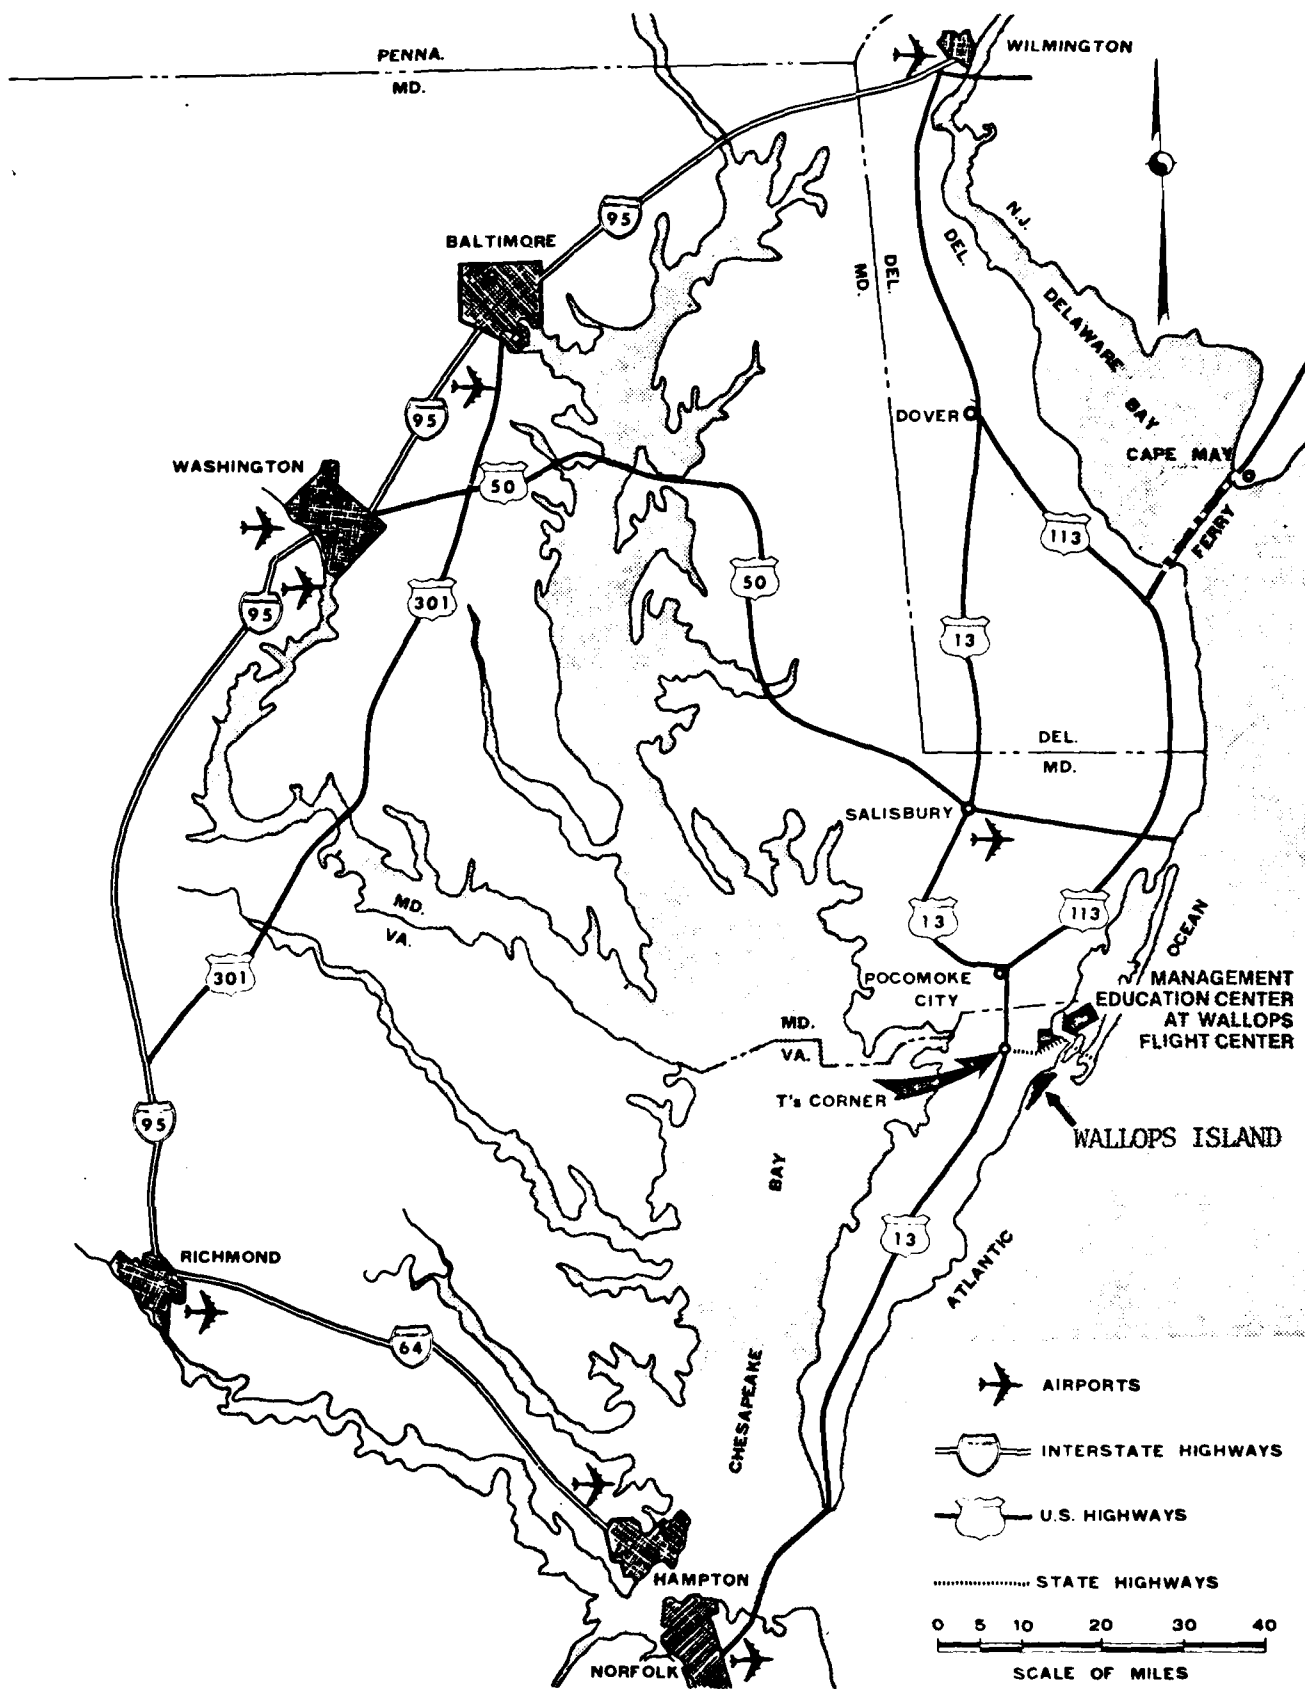 PENNA.
MD.
WILMINGTON
95
BALTIMORE
N.J.
DEL.
DEL.
MD.
DELAWARE
BAY
95
DOVER
CAPE MAY
WASHINGTON
50
113
FERRY
50
301
95
13
DEL.
MD.
SALISBURY
MD.
VA.
13
113
OCEAN
301
POCOMOKE
CITY
MANAGEMENT
EDUCATION CENTER
AT WALLOPS
FLIGHT CENTER
MD.
VA.
T's CORNER
95
WALLOPS ISLAND
BAY
13
RICHMOND
ATLANTIC
64
CHESAPEAKE
AIRPORTS
INTERSTATE HIGHWAYS
U.S. HIGHWAYS
HAMPTON
STATE HIGHWAYS
0 5 10 20 30 40
NORFOLK
SCALE OF MILES